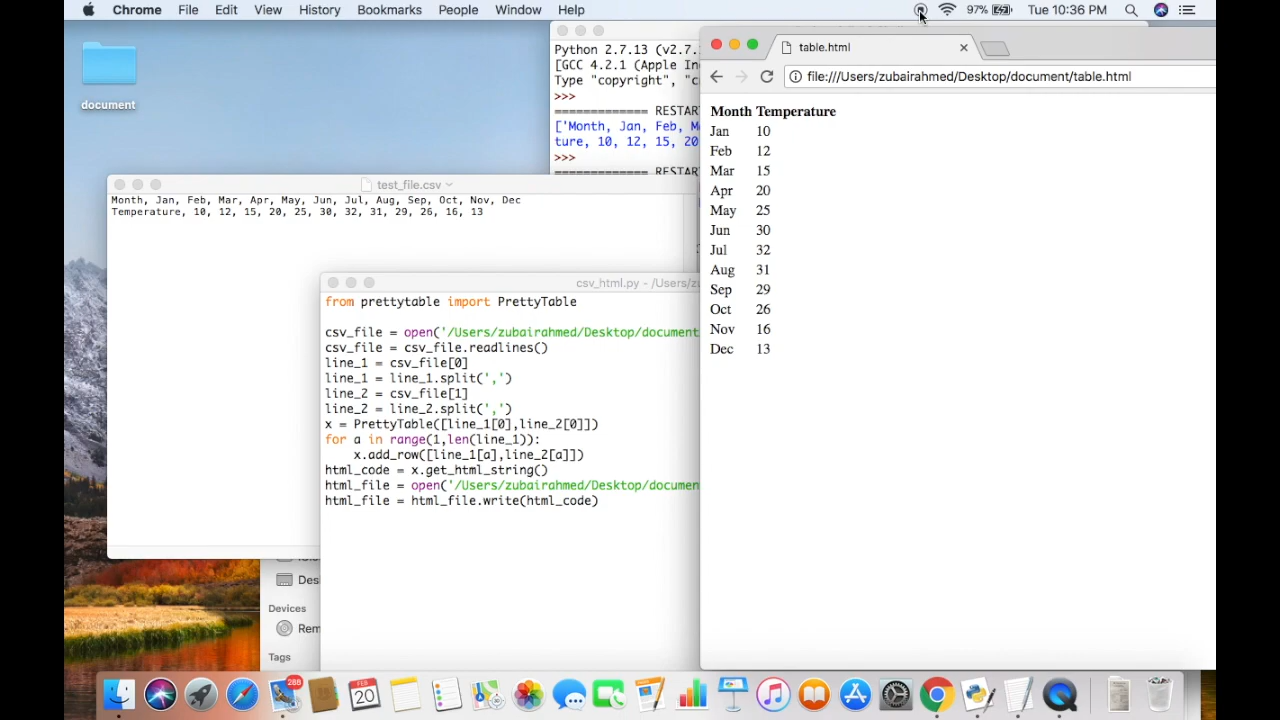 Chrome File Edit View History Bookmarks People Window Help 97% Tue 10:36 PM
document
Python 2.7.13 (v2.7.
[GCC 4.2.1 (Apple In
Type "copyright", "c
>>>
============= RESTAR
['Month, Jan, Feb, M
ture, 10, 12, 15, 20
>>>
============= RESTAR
test_file.csv
Month, Jan, Feb, Mar, Apr, May, Jun, Jul, Aug, Sep, Oct, Nov, Dec
Temperature, 10, 12, 15, 20, 25, 30, 32, 31, 29, 26, 16, 13
csv_html.py - /Users/zu
from prettytable import PrettyTable
csv_file = open('/Users/zubairahmed/Desktop/document
csv_file = csv_file.readlines()
line_1 = csv_file[0]
line_1 = line_1.split(',')
line_2 = csv_file[1]
line_2 = line_2.split(',')
x = PrettyTable([line_1[0],line_2[0]])
for a in range(1,len(line_1)):
x.add_row([line_1[a],line_2[a]])
html_code = x.get_html_string()
html_file = open('/Users/zubairahmed/Desktop/documen
html_file = html_file.write(html_code)
Des
Devices
Rem
Tags
table.html
file:///Users/zubairahmed/Desktop/document/table.html
Month Temperature
Jan 10
Feb 12
Mar 15
Apr 20
May 25
Jun 30
Jul 32
Aug 31
Sep 29
Oct 26
Nov 16
Dec 13
288
FEB
20